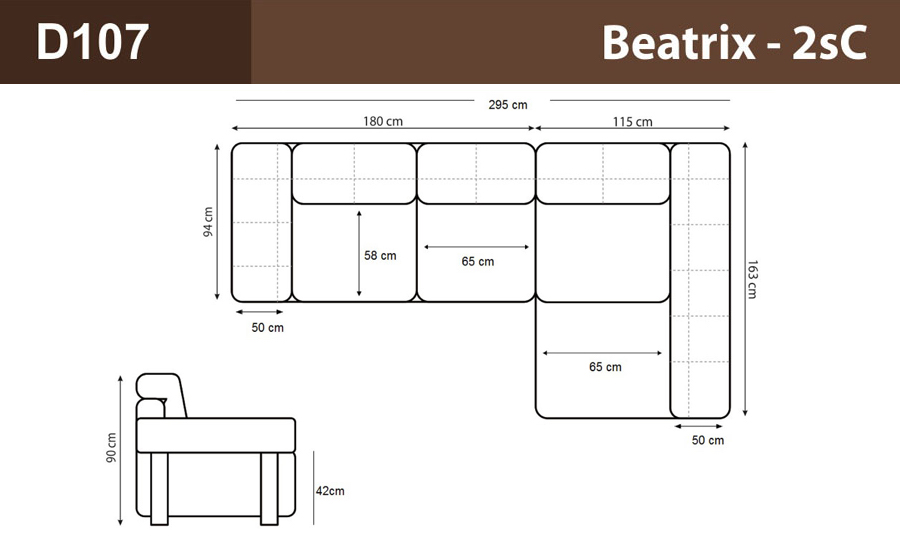 D107
Beatrix - 2sC
295 cm
180 cm
115 cm
94 cm
58 cm
65 cm
163 cm
50 cm
65 cm
50 cm
90 cm
42cm